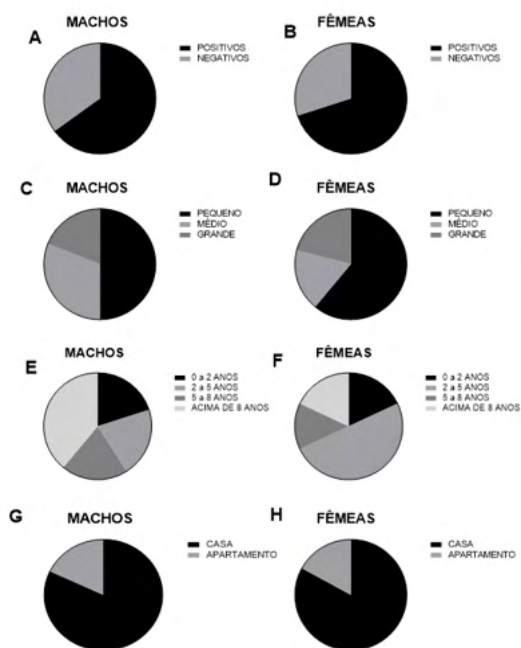 MACHOS
A
POSITIVOS
NEGATIVOS
FÊMEAS
B
POSITIVOS
NEGATIVOS
MACHOS
C
PEQUENO
MÉDIO
GRANDE
FÊMEAS
D
PEQUENO
MÉDIO
GRANDE
MACHOS
E
0 a 2 ANOS
2 a 5 ANOS
5 a 8 ANOS
ACIMA DE 8 ANOS
FÊMEAS
F
0 a 2 ANOS
2 a 5 ANOS
5 a 8 ANOS
ACIMA DE 8 ANOS
MACHOS
G
CASA
APARTAMENTO
FÊMEAS
H
CASA
APARTAMENTO